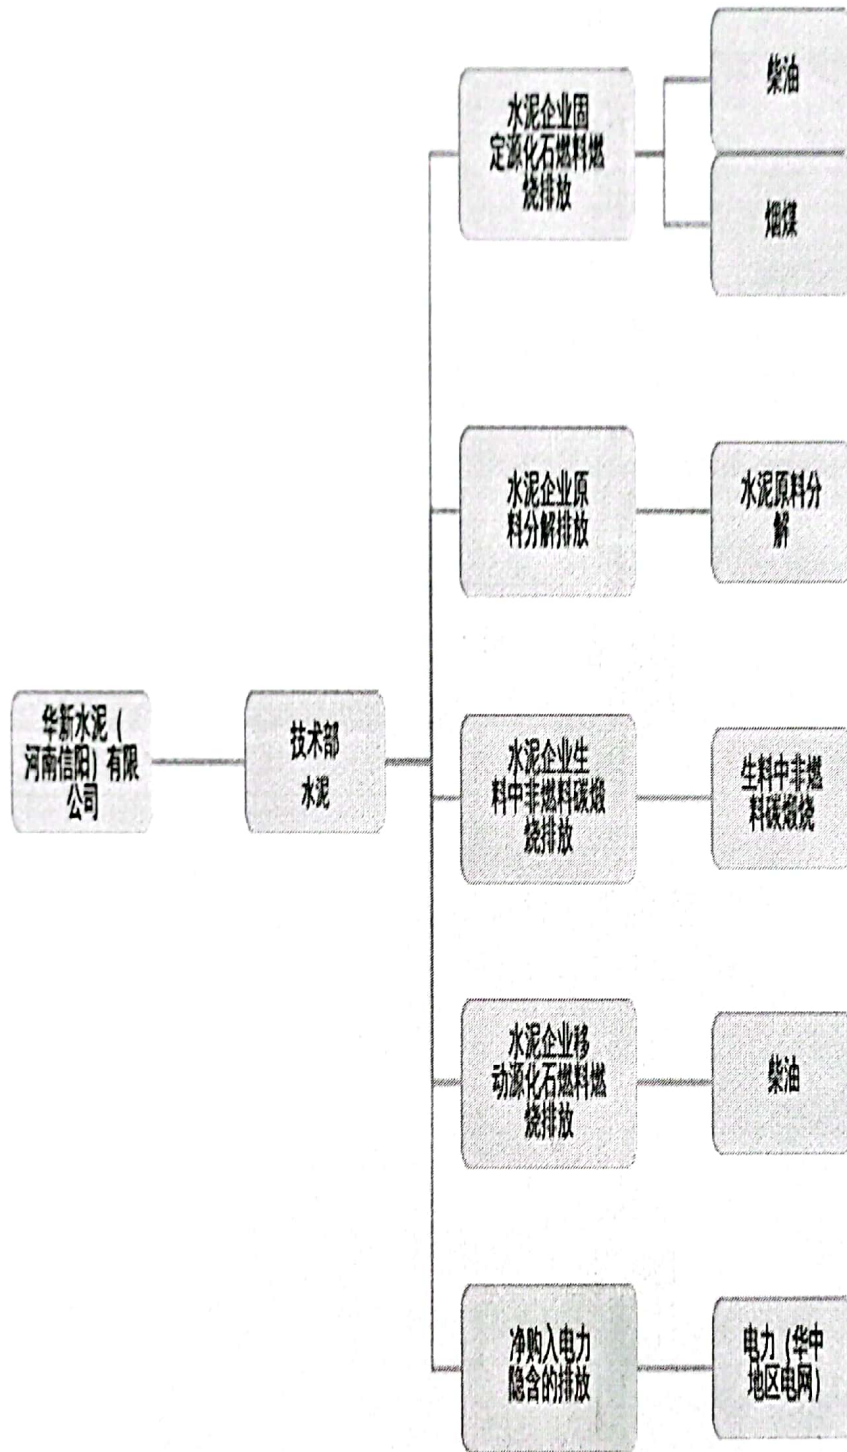 华新水泥（
河南信阳）有限
公司
技术部
水泥
水泥企业固
定源化石燃料燃
烧排放
柴油
烟煤
水泥企业原
料分解排放
水泥原料分
解
水泥企业生
料中非燃料碳煅
烧排放
生料中非燃
料碳煅烧
水泥企业移
动源化石燃料燃
烧排放
柴油
净购入电力
隐含的排放
电力（华中
地区电网）